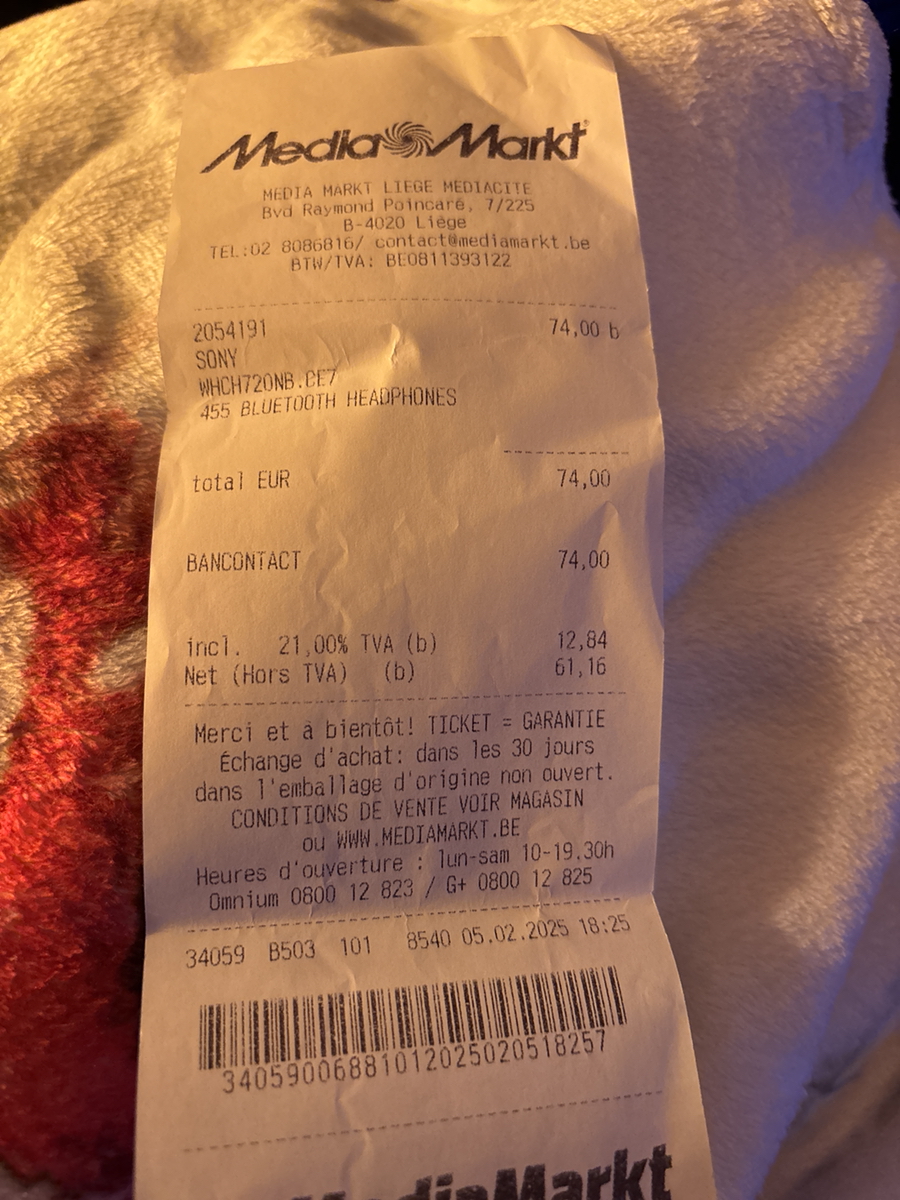 MediaMarkt
MEDIA MARKT LIEGE MEDIACITE
Bvd Raymond Poincaré, 7/225
B-4020 Liège
TEL:02 8086816/ contact@mediamarkt.be
BTW/TVA: BE0811393122
2054191 74,00 b
SONY
WHCH720NB.CE7
455 BLUETOOTH HEADPHONES
total EUR 74,00
BANCONTACT 74,00
incl. 21,00% TVA (b) 12,84
Net (Hors TVA) (b) 61,16
Merci et à bientôt! TICKET = GARANTIE
Échange d'achat: dans les 30 jours
dans l'emballage d'origine non ouvert.
CONDITIONS DE VENTE VOIR MAGASIN
ou WWW.MEDIAMARKT.BE
Heures d'ouverture : lun-sam 10-19.30h
Omnium 0800 12 823 / G+ 0800 12 825
34059 B503 101 8540 05.02.2025 18:25
3405900688101202502051825​7
MediaMarkt